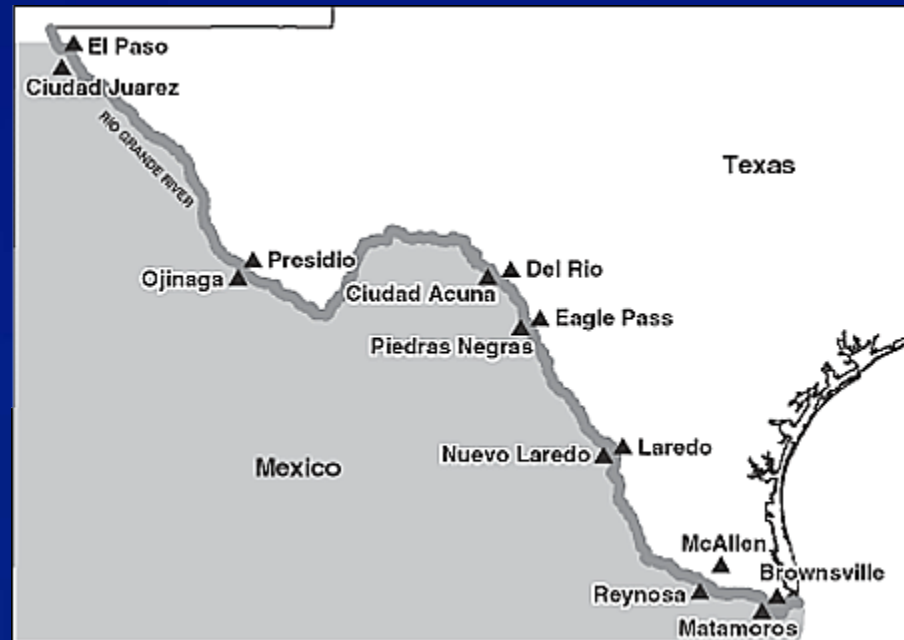 El Paso
Ciudad Juarez
RIO GRANDE RIVER
Texas
Presidio
Ojinaga
Del Rio
Ciudad Acuna
Eagle Pass
Piedras Negras
Laredo
Nuevo Laredo
Mexico
McAllen
Brownsville
Reynosa
Matamoros